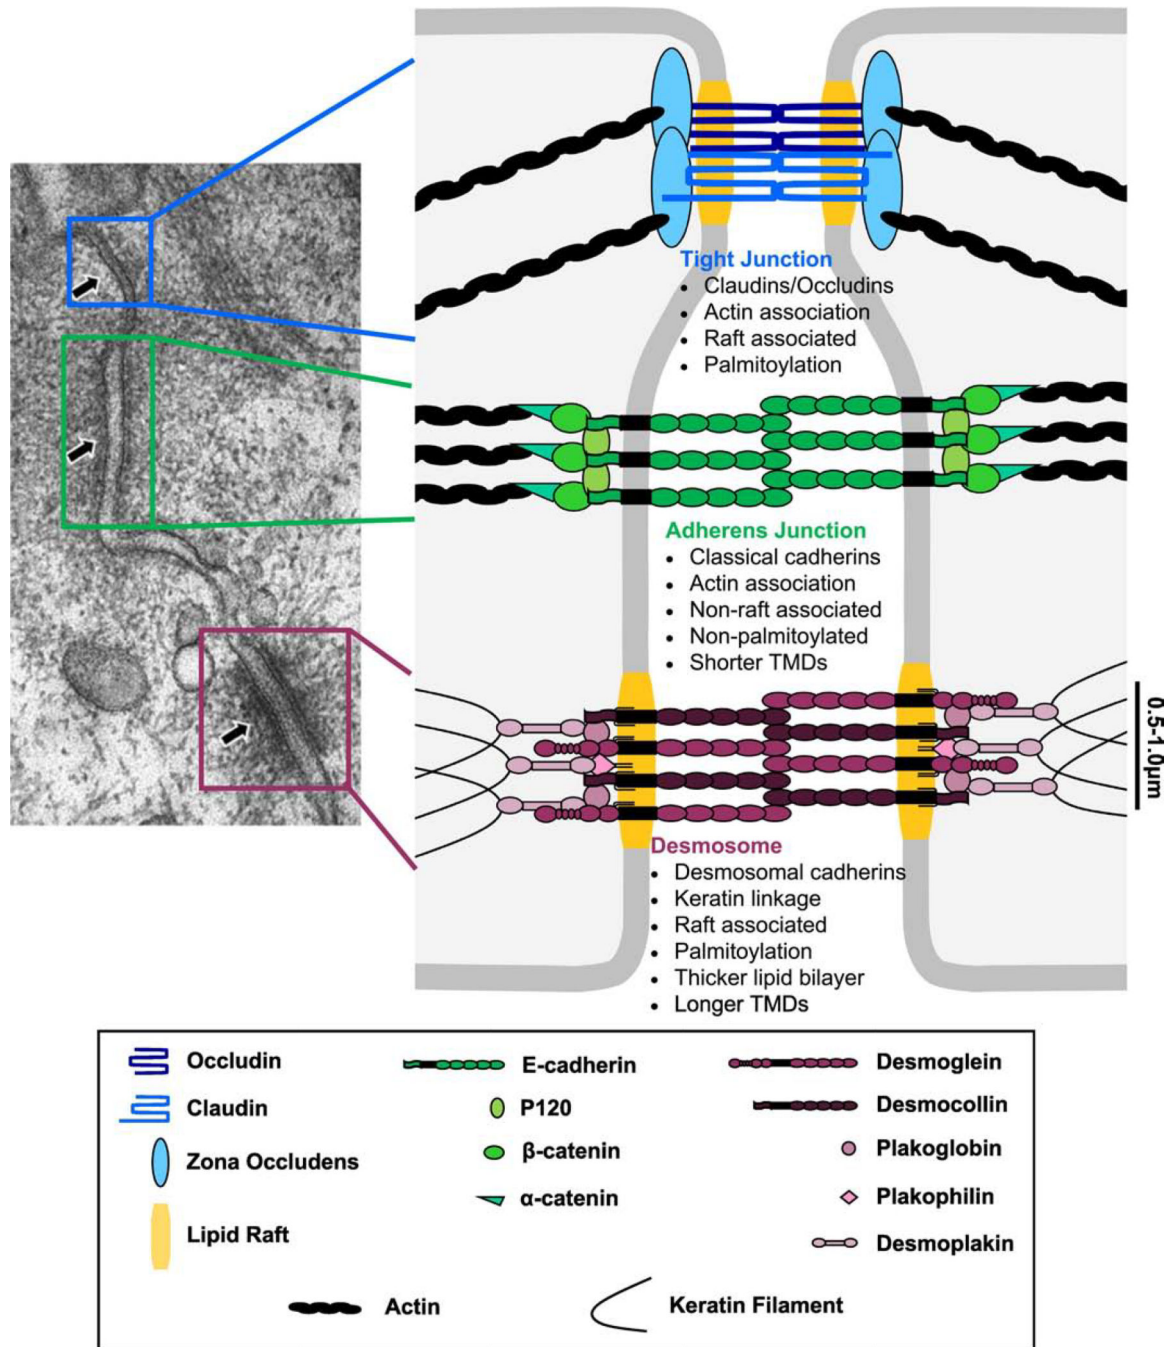 Tight Junction
• Claudins/Occludins
• Actin association
• Raft associated
• Palmitoylation
Adherens Junction
• Classical cadherins
• Actin association
• Non-raft associated
• Non-palmitoylated
• Shorter TMDs
0.5-1.0µm
Desmosome
• Desmosomal cadherins
• Keratin linkage
• Raft associated
• Palmitoylation
• Thicker lipid bilayer
• Longer TMDs
Occludin
Claudin
Zona Occludens
Lipid Raft
E-cadherin
P120
β-catenin
α-catenin
Desmoglein
Desmocollin
Plakoglobin
Plakophilin
Desmoplakin
Actin
Keratin Filament